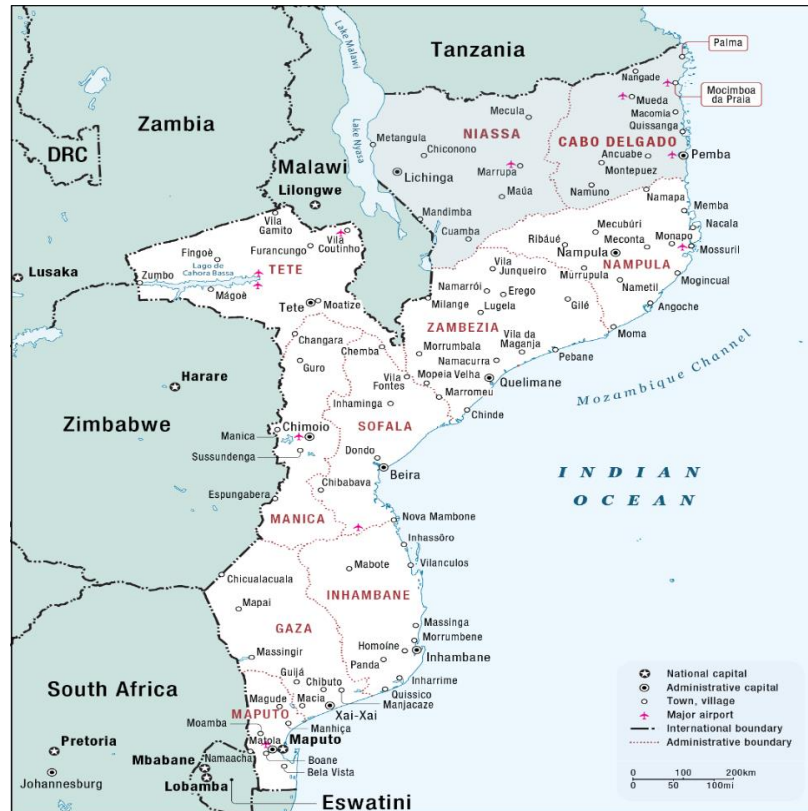 Tanzania
Palma
Mocimboa
da Praia
Nangade
Mueda
Macomia
Quissanga
CABO DELGADO
Ancuabe
Pemba
Montepuez
Namuno
Lake Malawi
Lake Nyasa
Mecula
NIASSA
Metangula
Chiconono
Lichinga
Marrupa
Maúa
Mandimba
Cuamba
Zambia
DRC
Malawi
Lilongwe
Lusaka
Vila
Gamito
Vila
Coutinho
Fingoè
Furancungo
Lago de
Cahora Bassa
TETE
Zumbo
Mágoè
Tete
Moatize
Namapa
Memba
Mecubúri
Nacala
Ribáuè
Meconta
Monapo
Mossuril
Nampula
NAMPULA
Murrupula
Mogincual
Nametil
Angoche
Moma
Vila
Junqueiro
Namarrói
Erego
Milange
Lugela
Gilé
ZAMBEZIA
Vila da
Maganja
Morrumbala
Namacurra
Pebane
Mopeia Velha
Quelimane
Marromeu
Chinde
Mozambique Channel
Changara
Chemba
Guro
Vila
Fontes
Inhaminga
SOFALA
Harare
Zimbabwe
Chimoio
Manica
Sussundenga
Dondo
Beira
Chibabava
Espungabera
MANICA
Nova Mambone
INDIAN
OCEAN
Inhassôro
Vilanculos
Mabote
Chicualacuala
INHAMBANE
Mapai
GAZA
Massinga
Morrumbene
Homoíne
Inhambane
Panda
Massingir
Guijá
Inharrime
Chibuto
Quissico
Manjacaze
Magude
Macia
MAPUTO
Xai-Xai
Moamba
Manhiça
Matola
Maputo
Namaacha
Boane
Bela Vista
South Africa
Pretoria
Johannesburg
Mbabane
Lobamba
Eswatini
National capital
Administrative capital
Town, village
Major airport
International boundary
Administrative boundary
0 100 200km
0 50 100mi